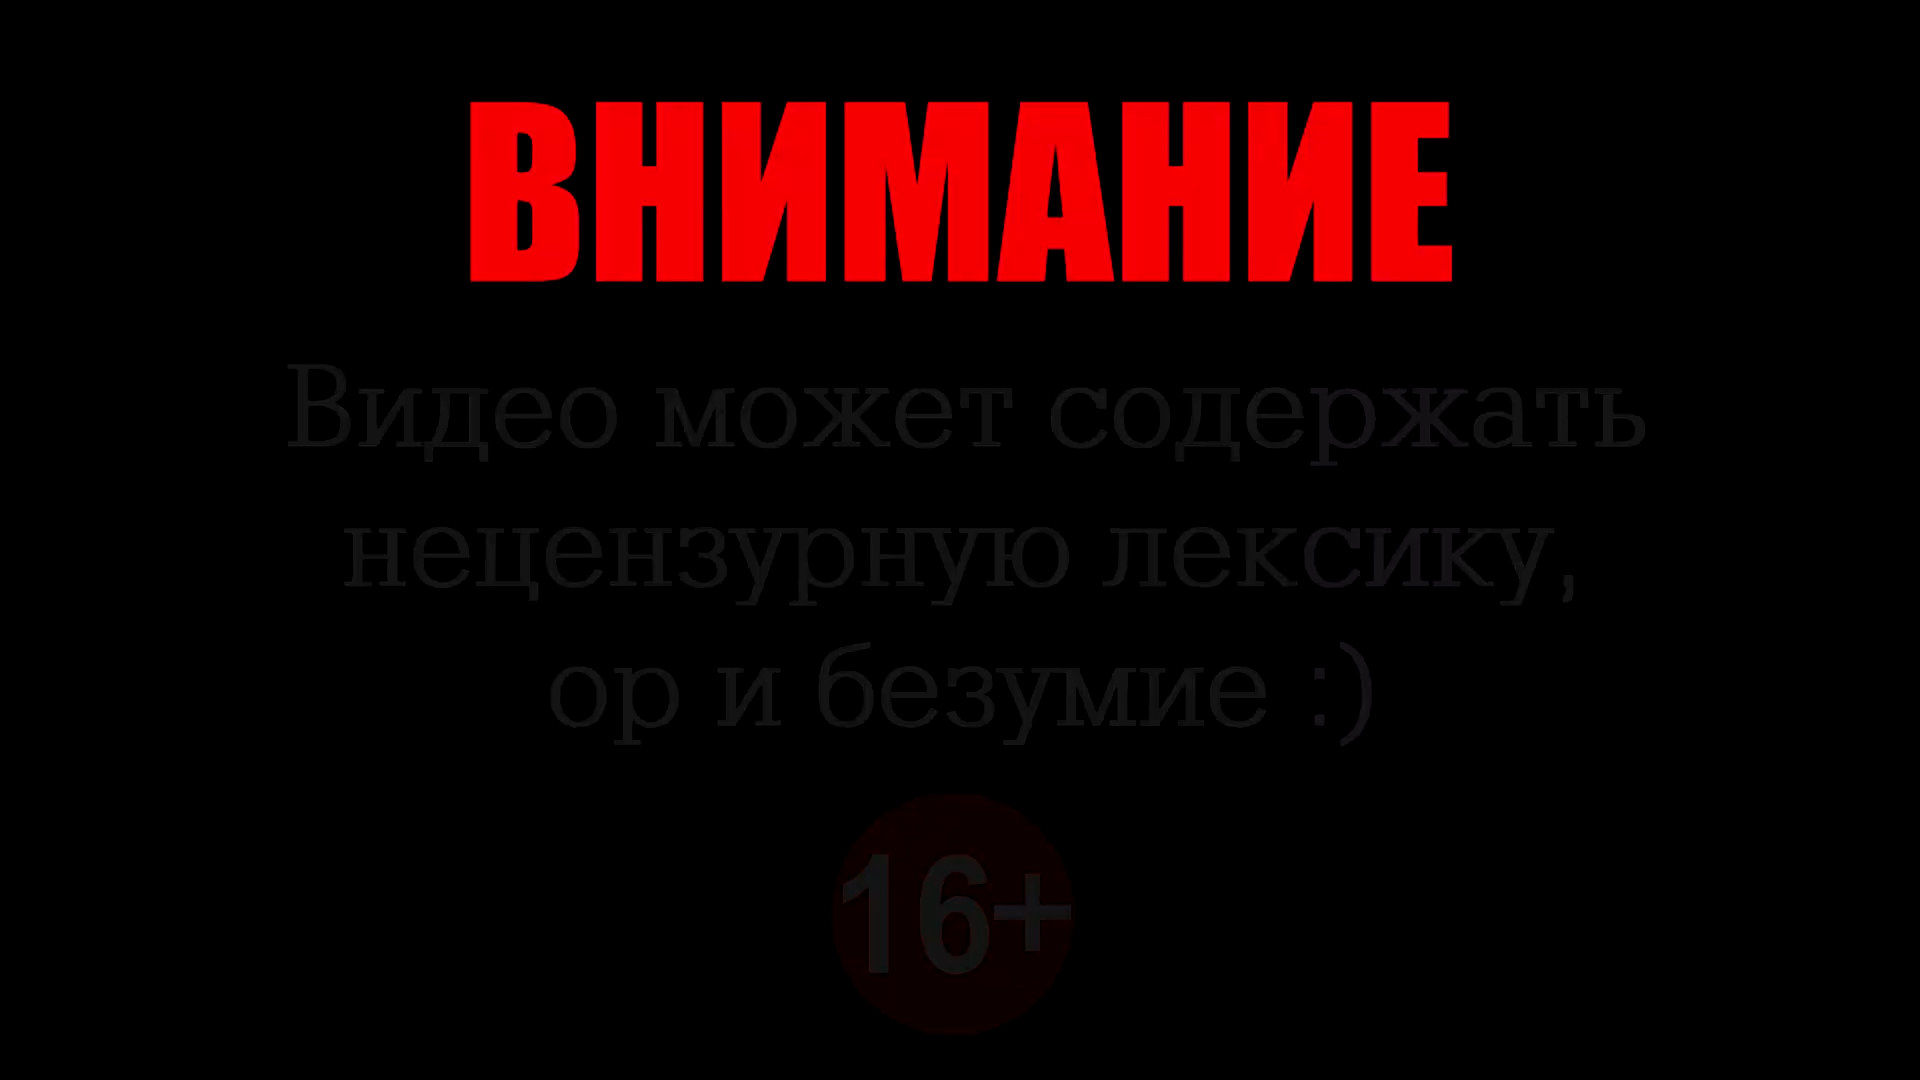 ВНИМАНИЕ
Видео может содержать
нецензурную лексику,
ор и безумие :)
16+